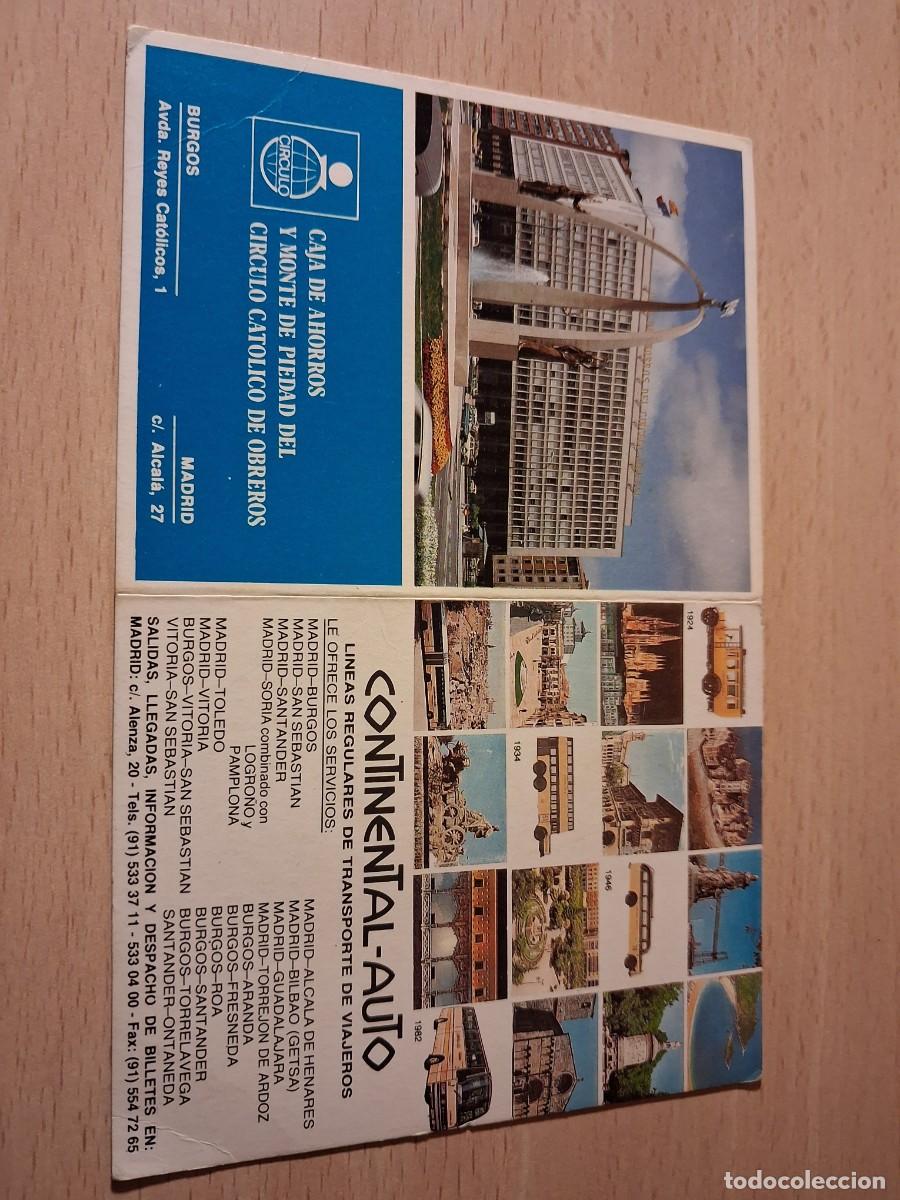 CIRCULO
CAJA DE AHORROS
Y MONTE DE PIEDAD DEL
CIRCULO CATOLICO DE OBREROS
BURGOS
Avda. Reyes Católicos, 1
MADRID
c/. Alcalá, 27
1924
1934
1946
1982
CONTINENTAL-AUTO
LINEAS REGULARES DE TRANSPORTE DE VIAJEROS
LE OFRECE LOS SERVICIOS:
MADRID-BURGOS
MADRID-SAN SEBASTIAN
MADRID-SANTANDER
MADRID-SORIA combinado con
LOGROÑO y
PAMPLONA
MADRID-TOLEDO
MADRID-VITORIA
BURGOS-VITORIA-SAN SEBASTIAN
VITORIA-SAN SEBASTIAN
MADRID-ALCALA DE HENARES
MADRID-BILBAO (GETSA)
MADRID-GUADALAJARA
MADRID-TORREJON DE ARDOZ
BURGOS-ARANDA
BURGOS-FRESNEDA
BURGOS-ROA
BURGOS-SANTANDER
BURGOS-TORRELAVEGA
SANTANDER-ONTANEDA
SALIDAS, LLEGADAS, INFORMACION Y DESPACHO DE BILLETES EN:
MADRID: c/. Alenza, 20 - Tels. (91) 533 37 11 - 533 04 00 - Fax: (91) 554 72 65
todocoleccion